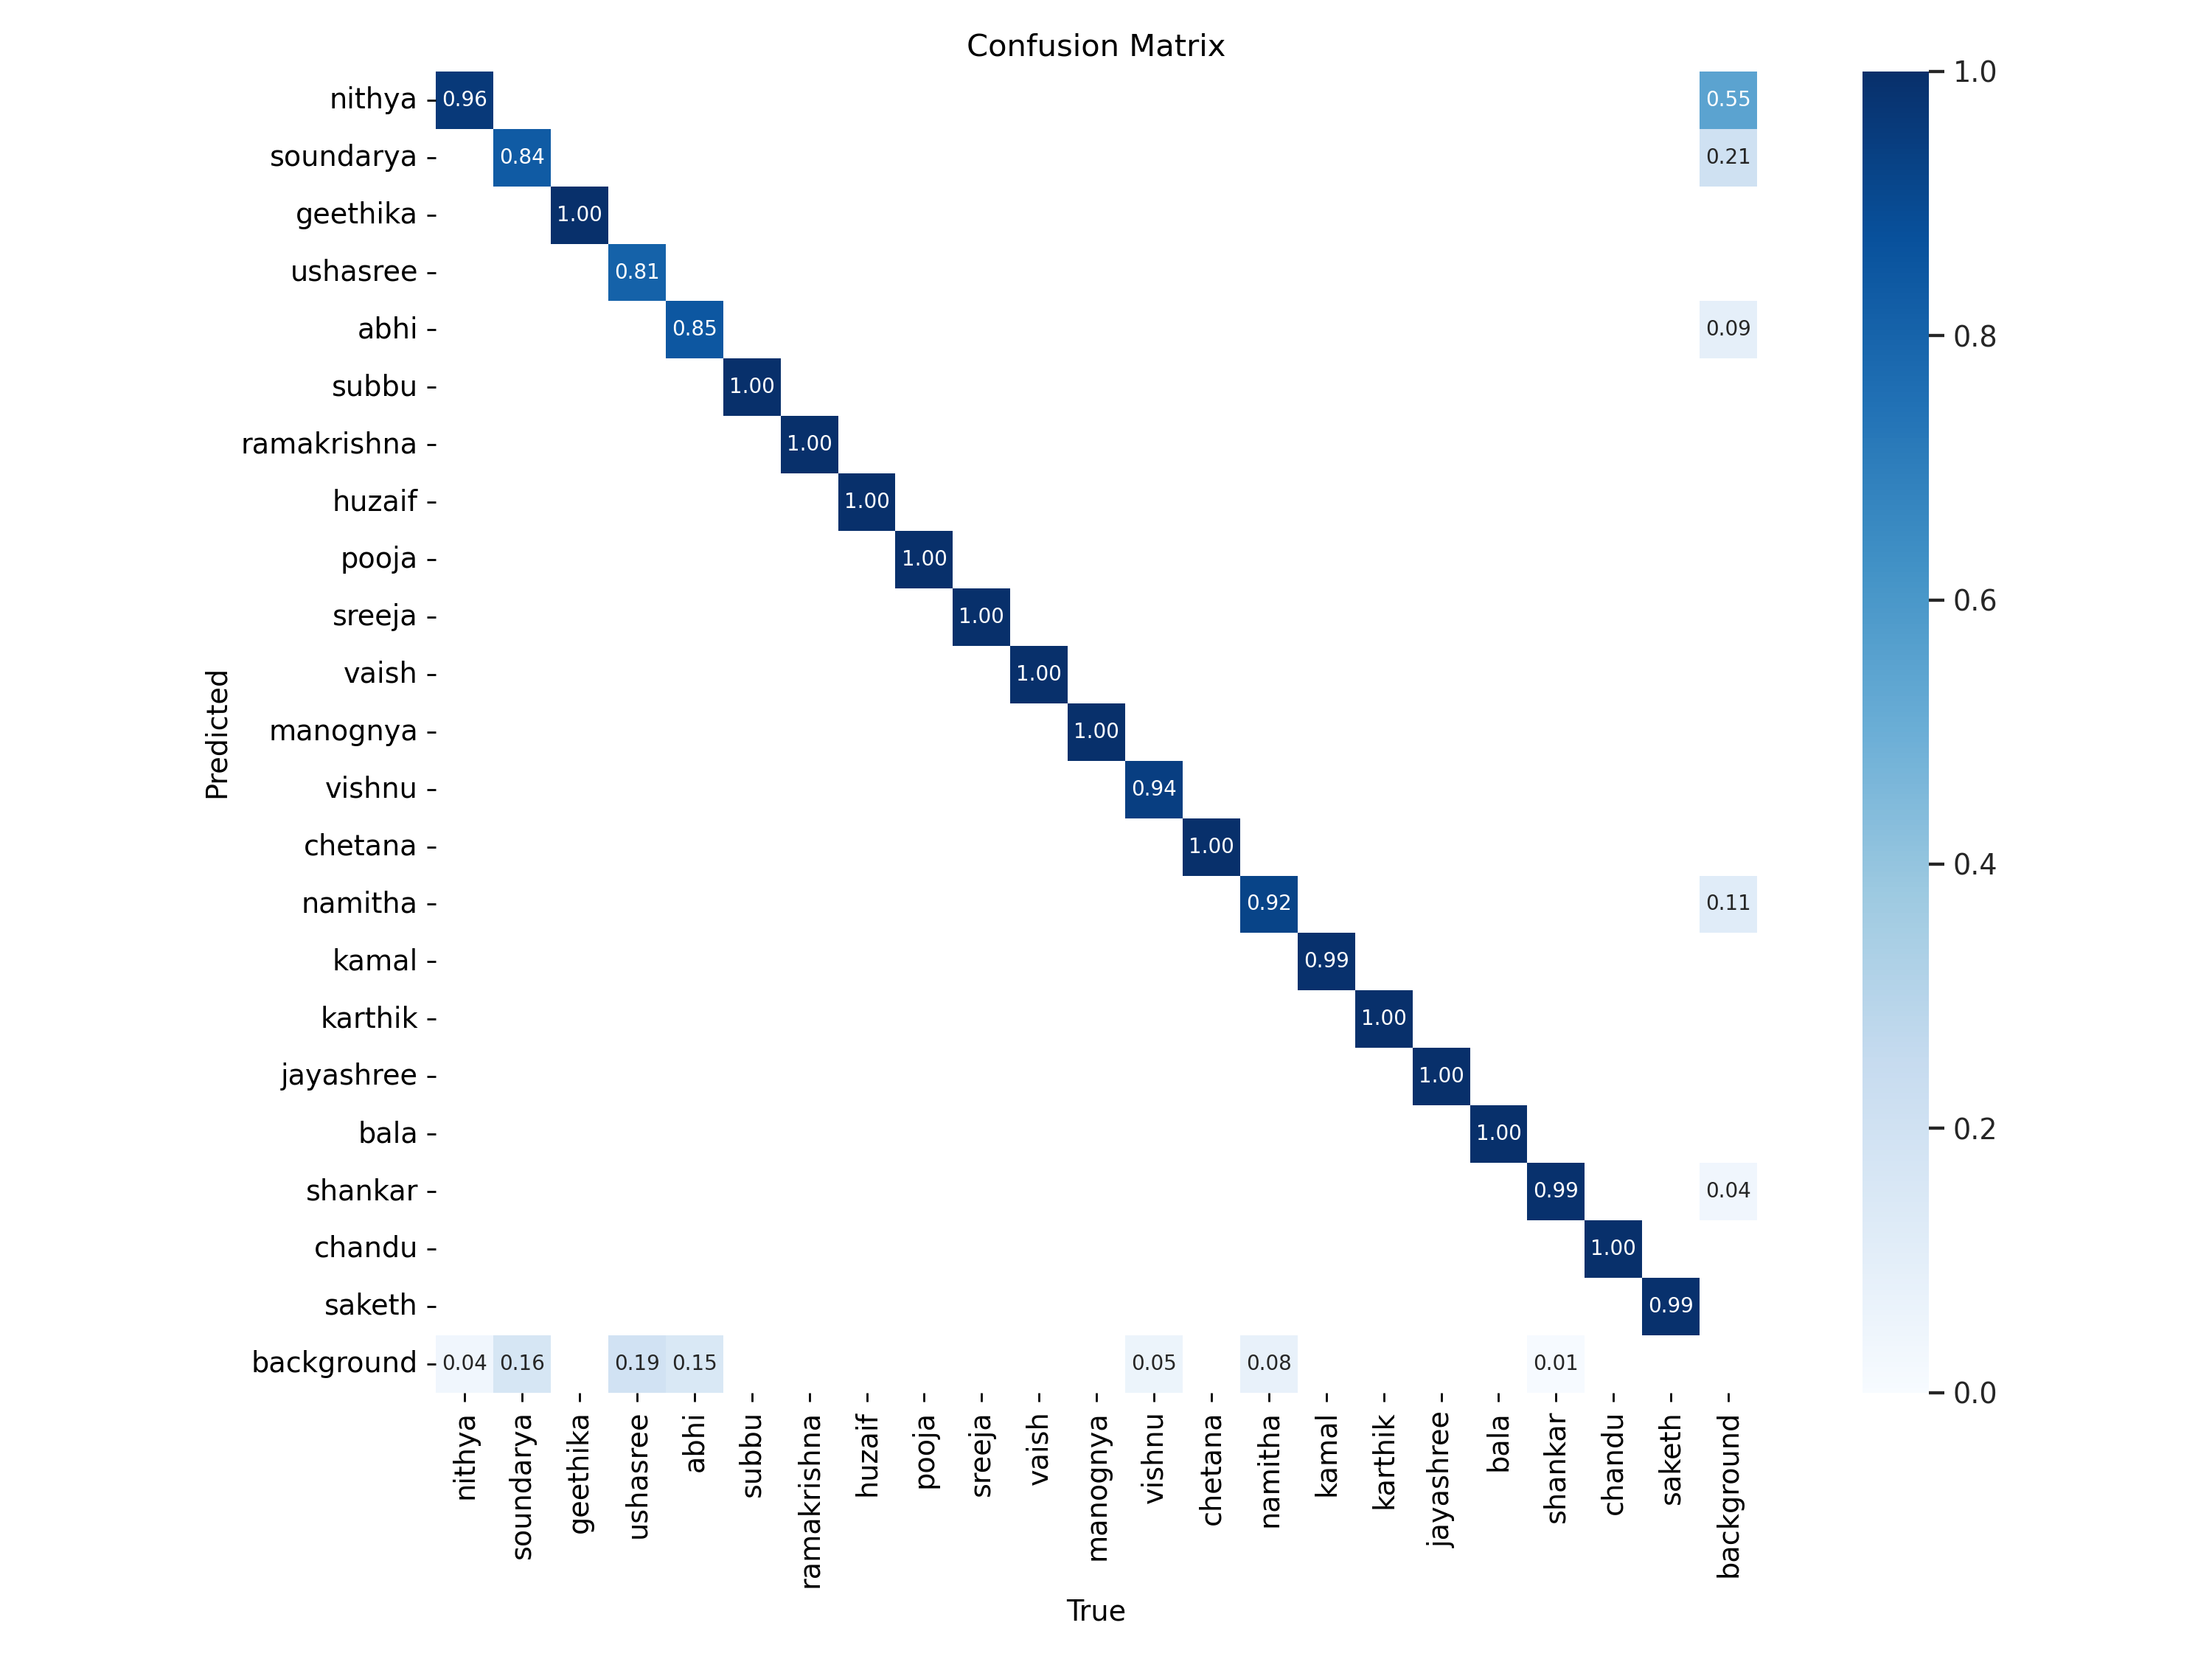 Confusion Matrix
nithya 0.96 0.55 1.0
soundarya 0.84 0.21
geethika 1.00
ushasree 0.81
abhi 0.85 0.09 0.8
subbu 1.00
ramakrishna 1.00
huzaif 1.00
pooja 1.00
sreeja 1.00 0.6
vaish 1.00
Predicted
manognya 1.00
vishnu 0.94
chetana 1.00 0.4
namitha 0.92 0.11
kamal 0.99
karthik 1.00
jayashree 1.00
bala 1.00 0.2
shankar 0.99 0.04
chandu 1.00
saketh 0.99
background 0.04 0.16 0.19 0.15 0.05 0.08 0.01 0.0
nithya soundarya geethika ushasree abhi subbu ramakrishna huzaif pooja sreeja vaish manognya vishnu chetana namitha kamal karthik jayashree bala shankar chandu saketh background
True